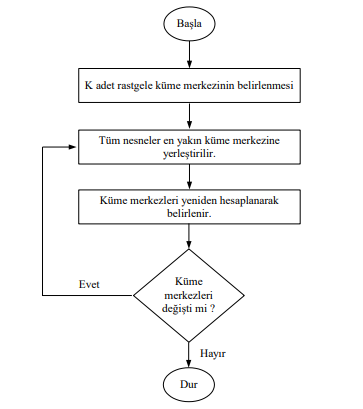 Başla
K adet rastgele küme merkezinin belirlenmesi
Tüm nesneler en yakın küme merkezine
yerleştirilir.
Küme merkezleri yeniden hesaplanarak
belirlenir.
Küme
merkezleri
değişti mi ?
Evet
Hayır
Dur